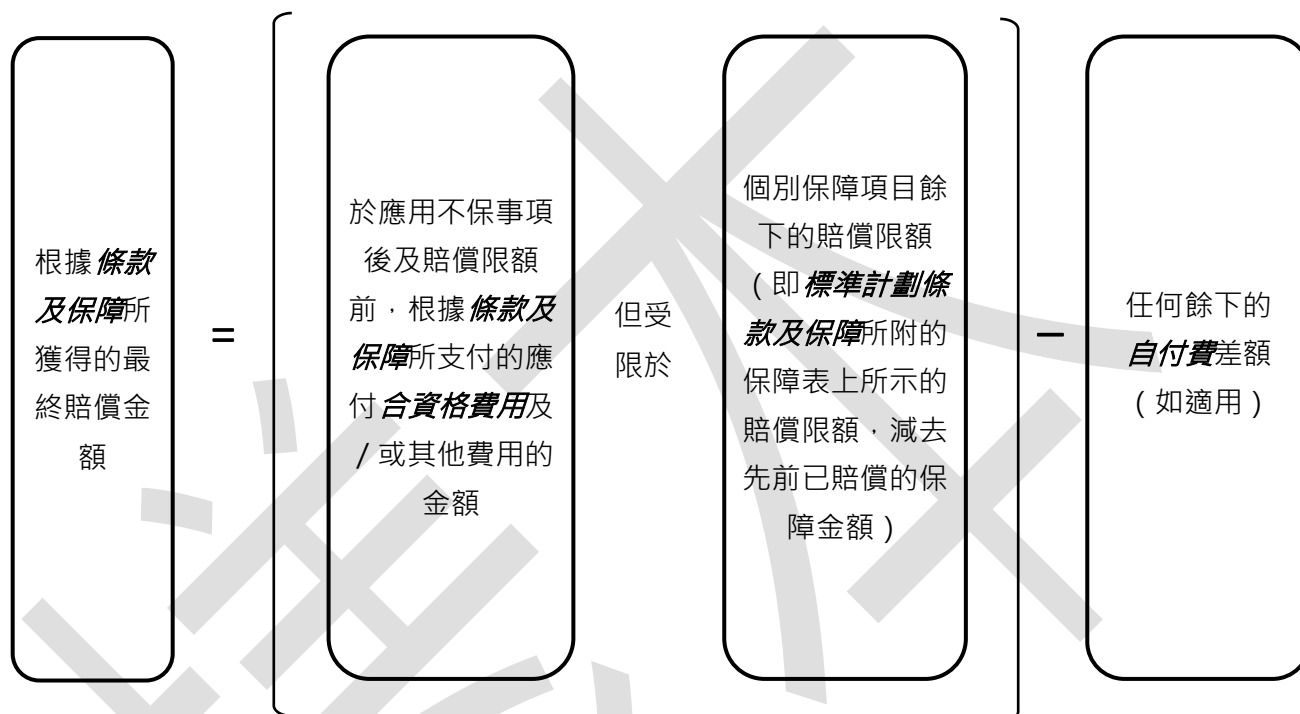 根據條款
及保障所
獲得的最
終賠償金
額
=
於應用不保事項
後及賠償限額
前，根據條款及
保障所支付的應
付合資格費用及
/ 或其他費用的
金額
但受
限於
個別保障項目餘
下的賠償限額
( 即標準計劃條
款及保障所附的
保障表上所示的
賠償限額，減去
先前已賠償的保
障金額 )
–
任何餘下的
自付費差額
( 如適用 )